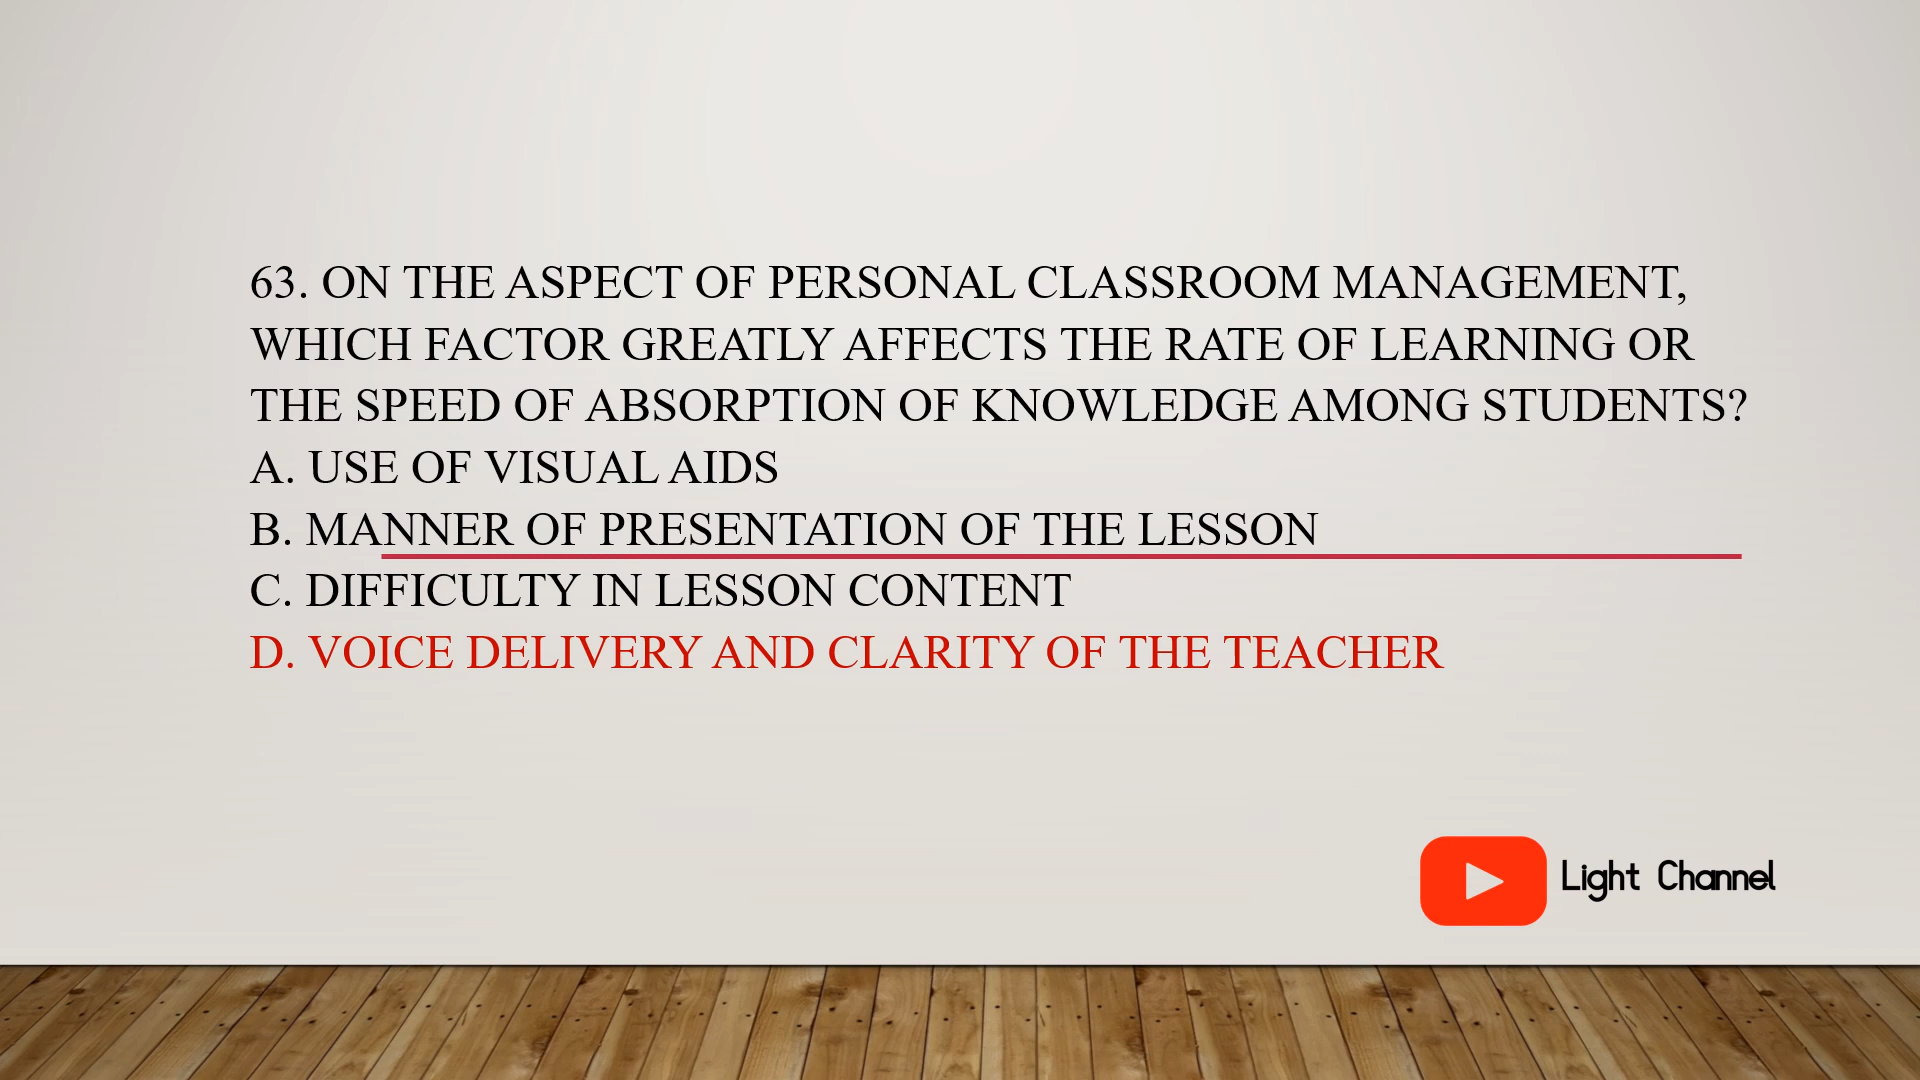 63. ON THE ASPECT OF PERSONAL CLASSROOM MANAGEMENT,
WHICH FACTOR GREATLY AFFECTS THE RATE OF LEARNING OR
THE SPEED OF ABSORPTION OF KNOWLEDGE AMONG STUDENTS?
A. USE OF VISUAL AIDS
B. MANNER OF PRESENTATION OF THE LESSON
C. DIFFICULTY IN LESSON CONTENT
D. VOICE DELIVERY AND CLARITY OF THE TEACHER
Light Channel